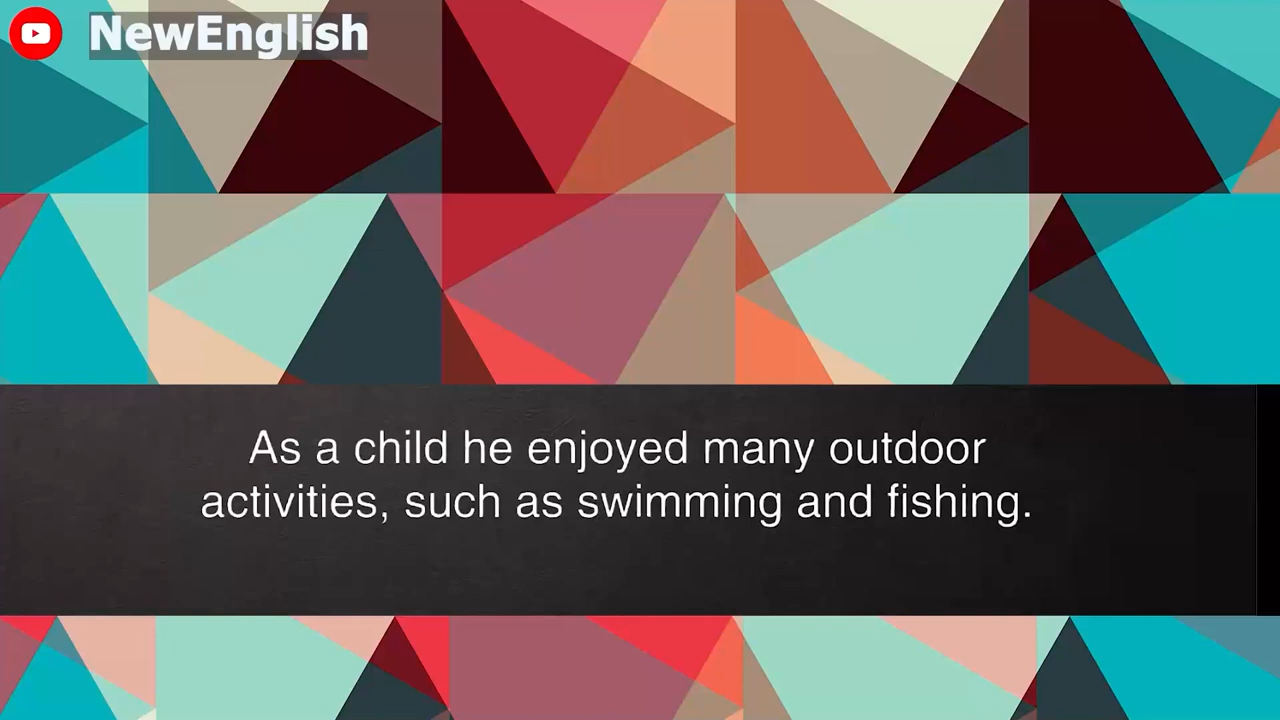 NewEnglish
As a child he enjoyed many outdoor
activities, such as swimming and fishing.